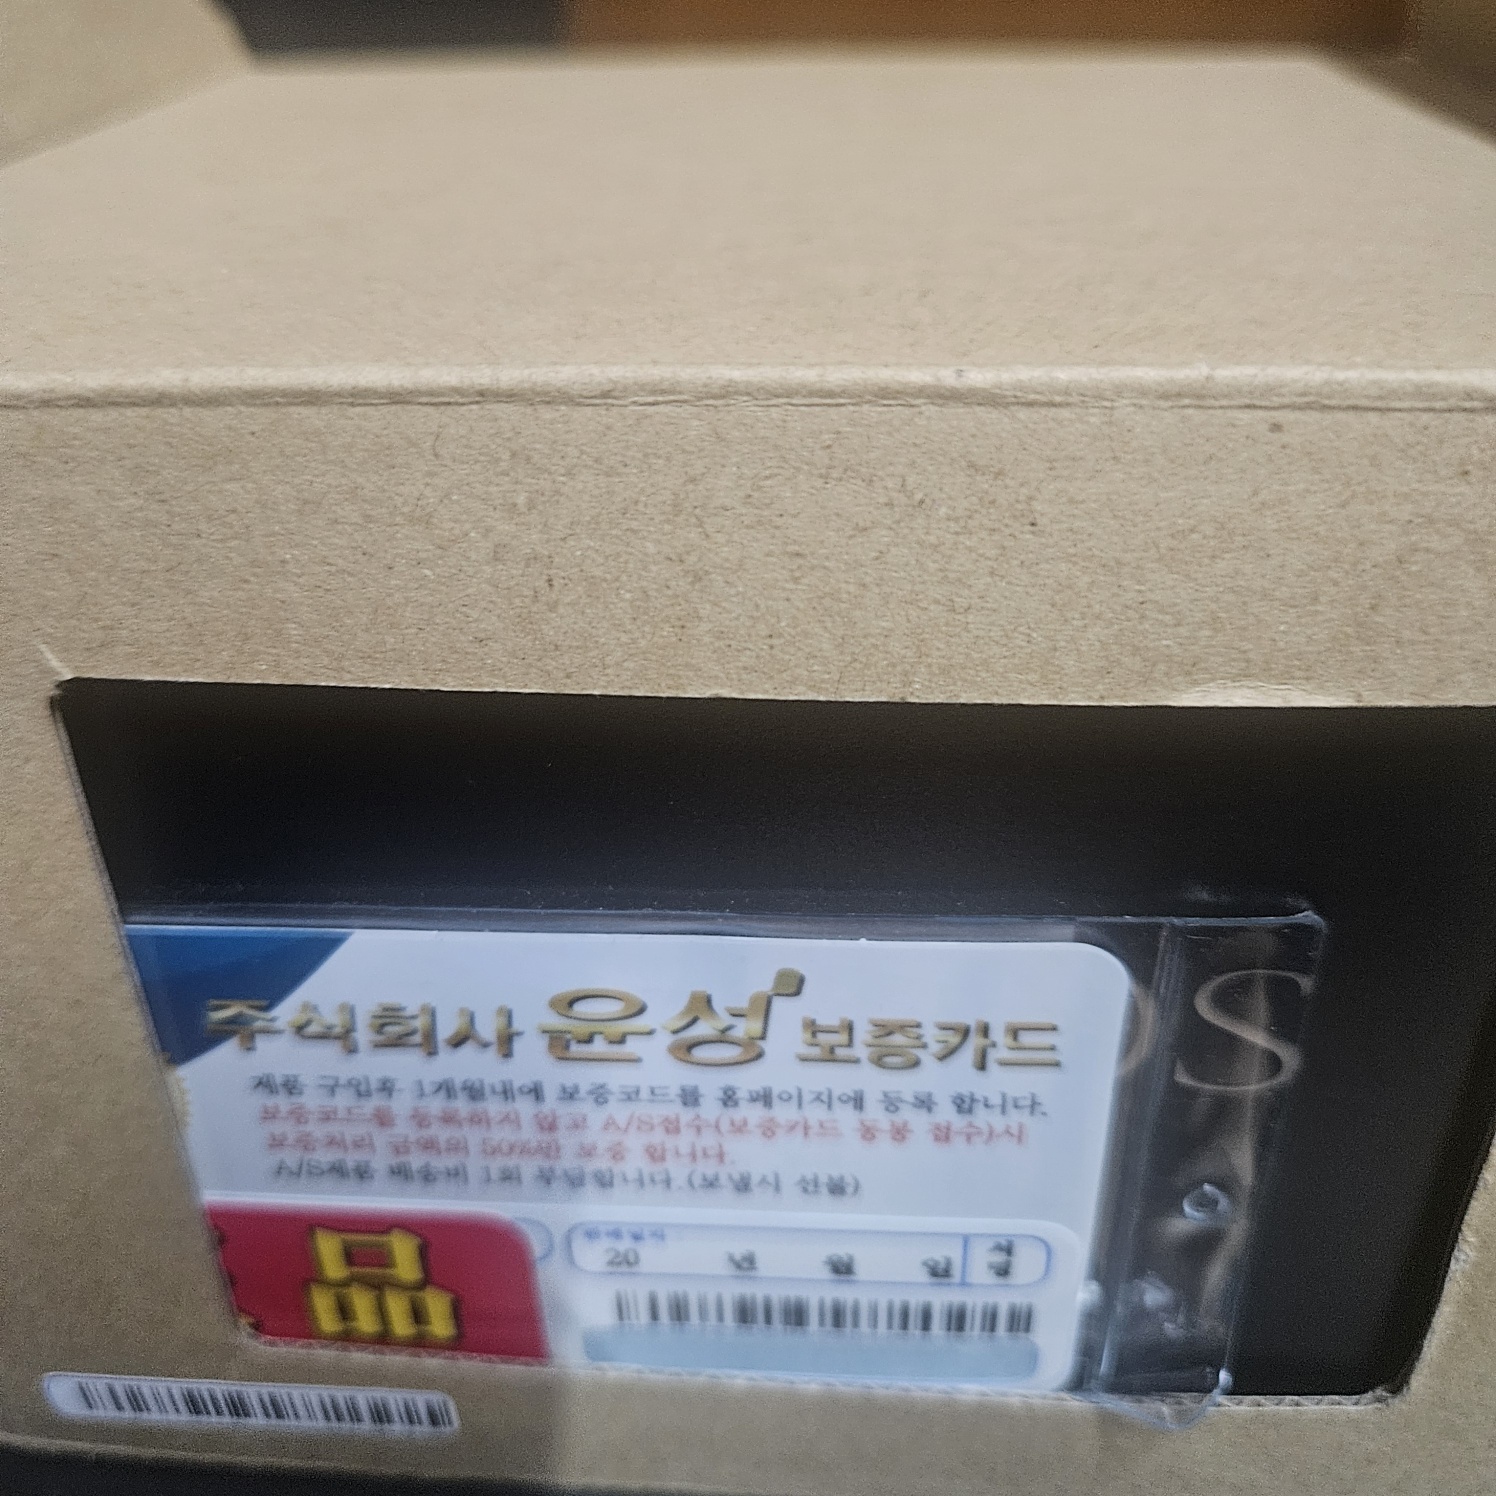 주식회사 윤성 보증카드
제품 구입후 1개월내에 보증코드를 홈페이지에 등록 합니다.
보증코드를 등록하지 않고 A/S접수(보증카드 동봉 접수)시
보증처리 금액의 50%만 보증 합니다.
A/S제품 배송비 1회 부담합니다.(보낼시 선불)
品
20 년 월 일
OS